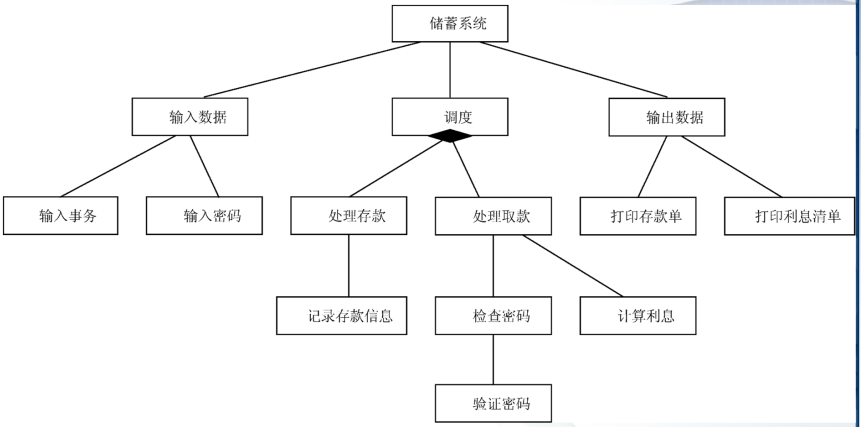 储蓄系统
输入数据
调度
输出数据
输入事务
输入密码
处理存款
处理取款
打印存款单
打印利息清单
记录存款信息
检查密码
计算利息
验证密码